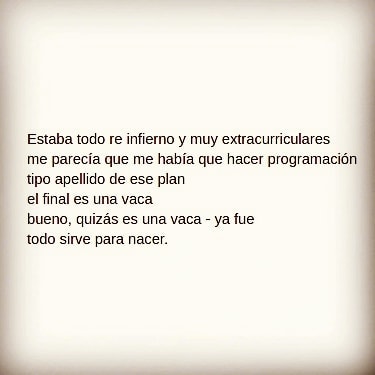 Estaba todo re infierno y muy extracurriculares
me parecía que me había que hacer programación
tipo apellido de ese plan
el final es una vaca
bueno, quizás es una vaca - ya fue
todo sirve para nacer.